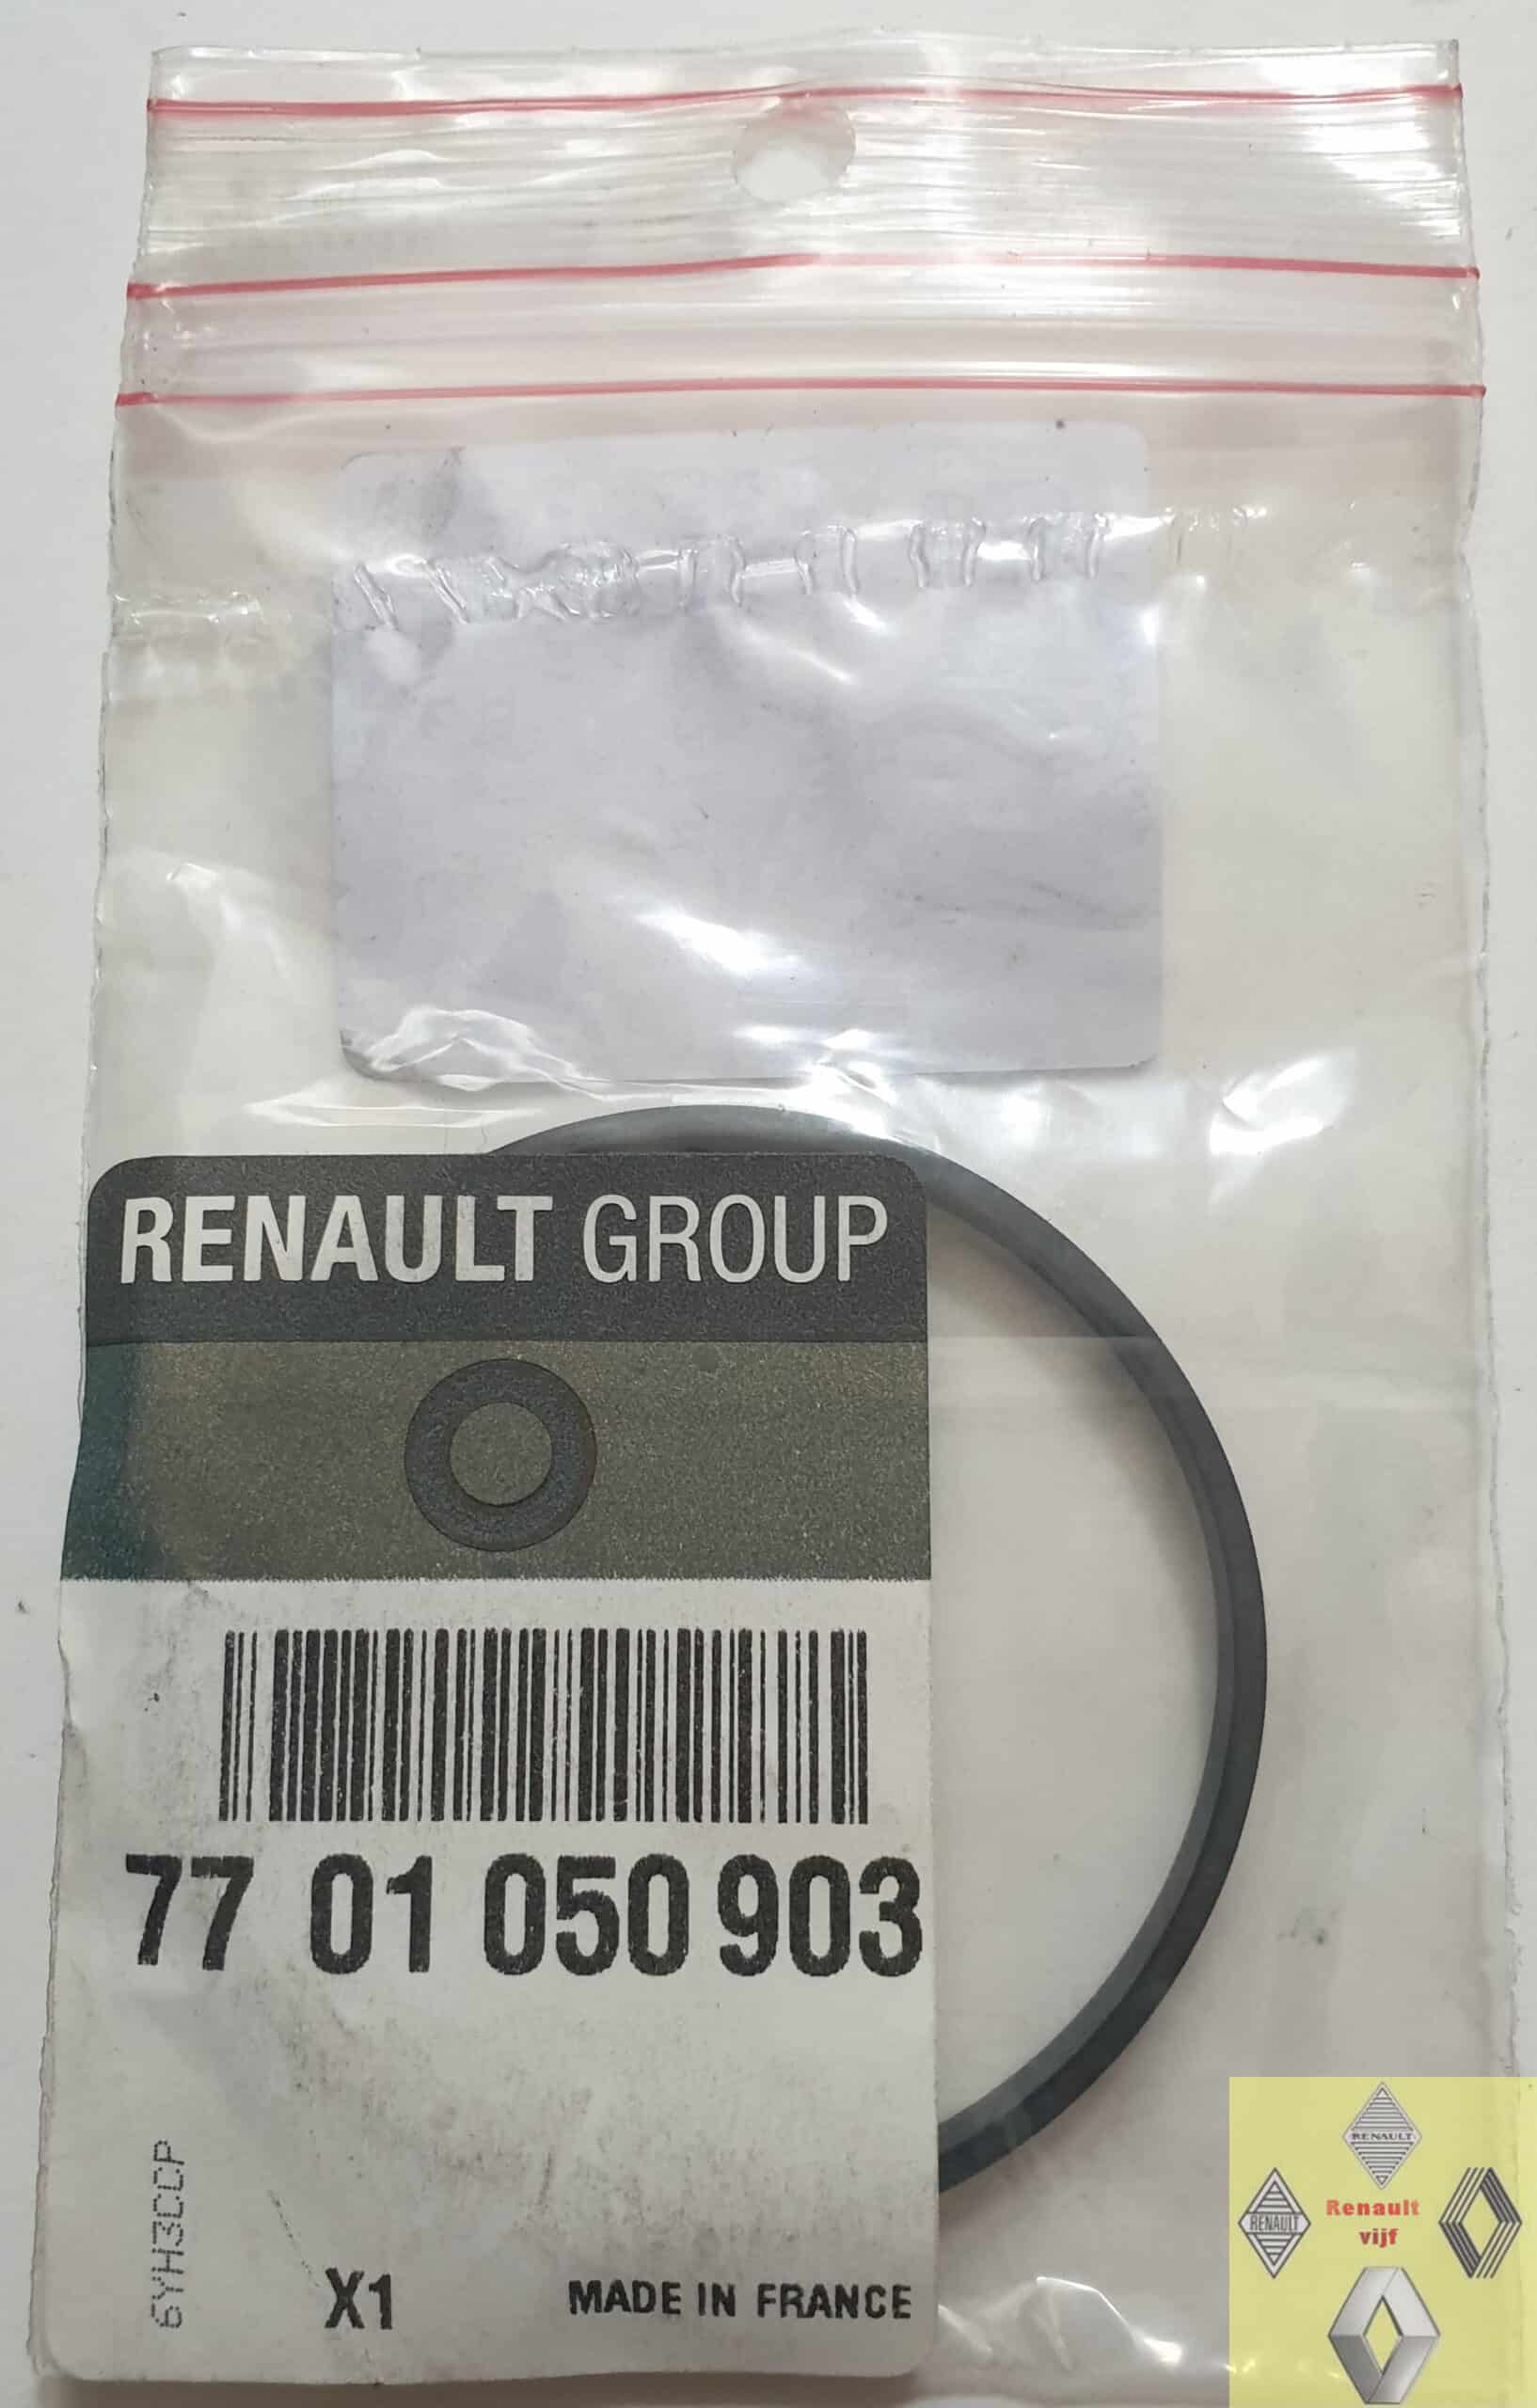 RENAULT GROUP
77 01 050 903
6YH3CCP
X1
MADE IN FRANCE
RENAULT
RENAULT
Renault
vijf